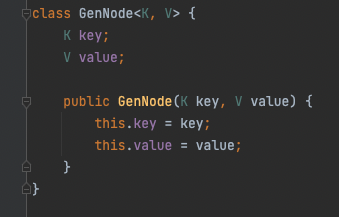 class GenNode<K, V> {
    K key;
    V value;

    public GenNode(K key, V value) {
        this.key = key;
        this.value = value;
    }
}